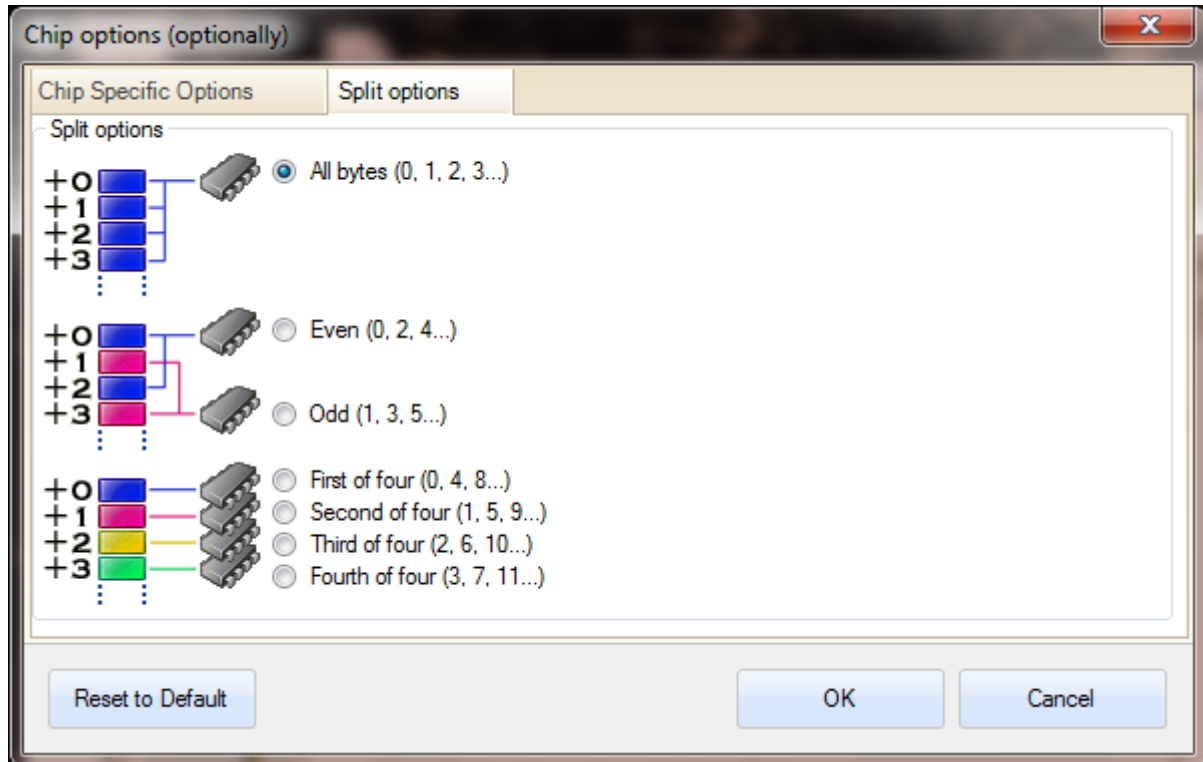 Chip options (optionally)
Chip Specific Options
Split options
Split options
+0
+1
+2
+3
All bytes (0, 1, 2, 3...)
+0
+1
+2
+3
Even (0, 2, 4...)
Odd (1, 3, 5...)
+0
+1
+2
+3
First of four (0, 4, 8...)
Second of four (1, 5, 9...)
Third of four (2, 6, 10...)
Fourth of four (3, 7, 11...)
Reset to Default
OK
Cancel